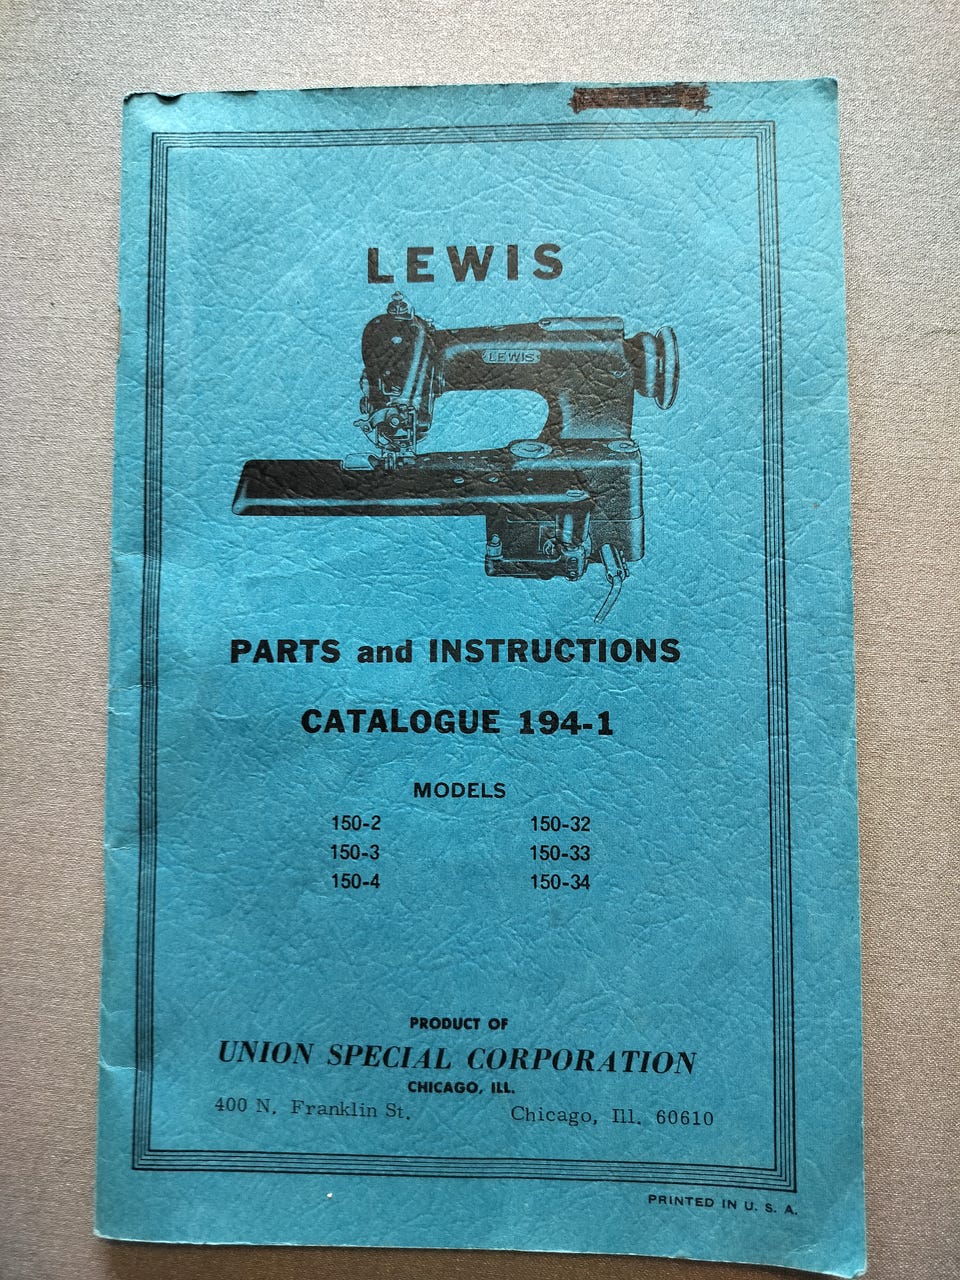 LEWIS
LEWIS
PARTS and INSTRUCTIONS
CATALOGUE 194-1
MODELS
150-2 150-32
150-3 150-33
150-4 150-34
PRODUCT OF
UNION SPECIAL CORPORATION
CHICAGO, ILL.
400 N. Franklin St. Chicago, Ill. 60610
PRINTED IN U. S. A.